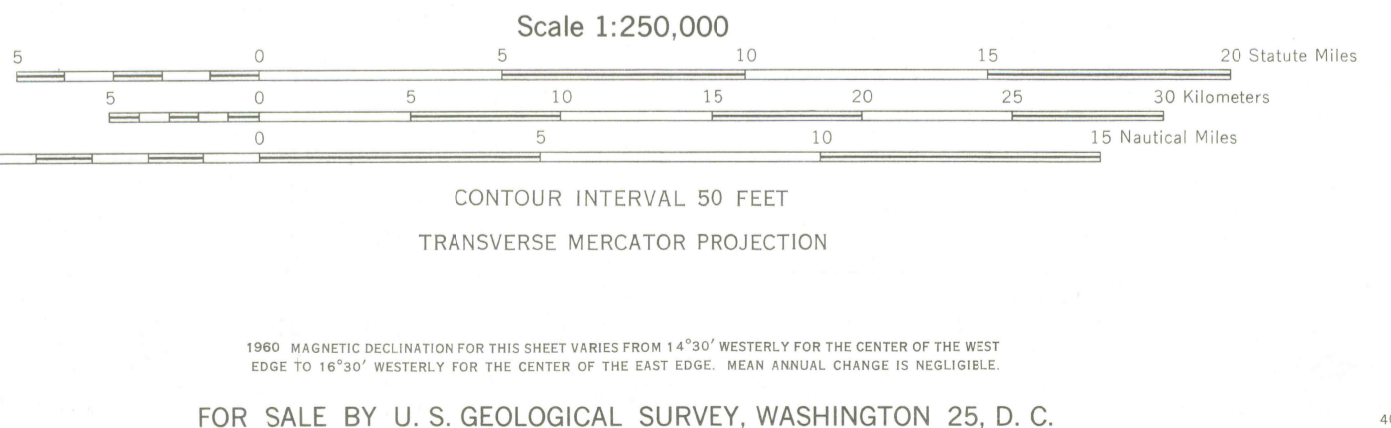 Scale 1:250,000
5 0 5 10 15 20 Statute Miles
5 0 5 10 15 20 25 30 Kilometers
0 5 10 15 Nautical Miles
CONTOUR INTERVAL 50 FEET
TRANSVERSE MERCATOR PROJECTION
1960 MAGNETIC DECLINATION FOR THIS SHEET VARIES FROM 14°30′ WESTERLY FOR THE CENTER OF THE WEST
EDGE TO 16°30′ WESTERLY FOR THE CENTER OF THE EAST EDGE. MEAN ANNUAL CHANGE IS NEGLIGIBLE.
FOR SALE BY U. S. GEOLOGICAL SURVEY, WASHINGTON 25, D. C.